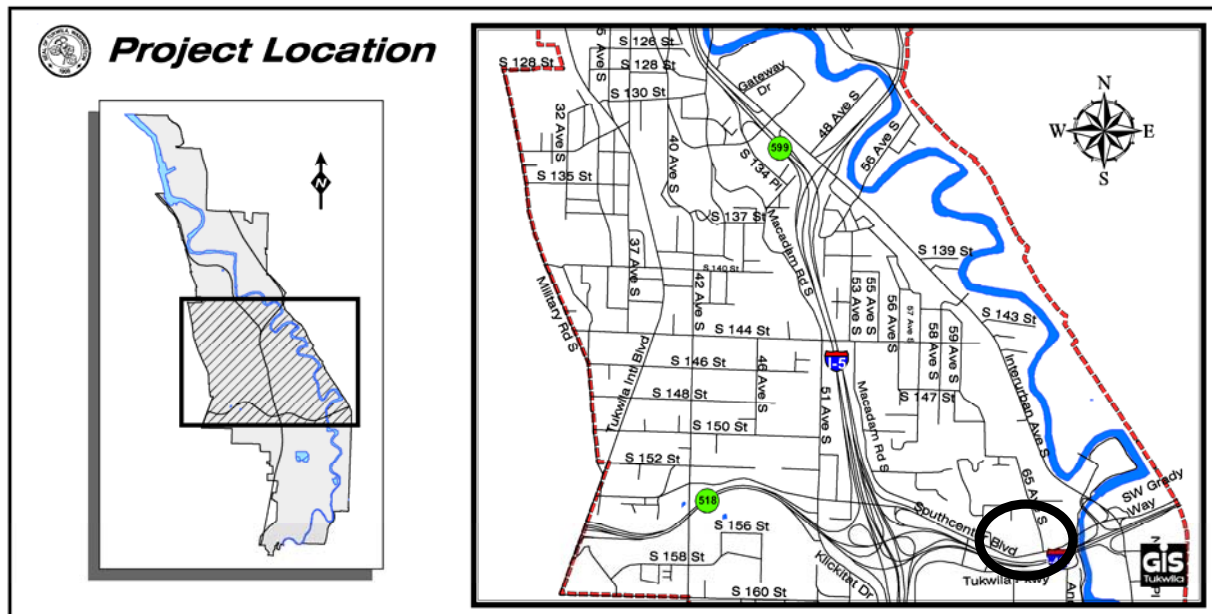 Project Location
N
S 126 St
S 128 St
S 128 St
S 130 St
Gateway Dr
48 Ave S
56 Ave S
32 Ave S
40 Ave S
599
S 134 Pl
S 135 St
S 137 St
Macadam Rd S
37 Ave S
S 139 St
S 140 St
42 Ave S
Military Rd S
53 Ave S
55 Ave S
56 Ave S
57 Ave S
58 Ave S
59 Ave S
S 143 St
S 144 St
Tukwila Intl Blvd
S 146 St
46 Ave S
I-5
Interurban Ave S
S 147 St
S 148 St
51 Ave S
Macadam Rd S
S 150 St
S 152 St
65 Ave S
SW Grady Way
518
Southcenter Blvd
S 156 St
S 158 St
Klickitat Dr
Tukwila Pkwy
S 160 St
N
W
E
S
GIS
Tukwila